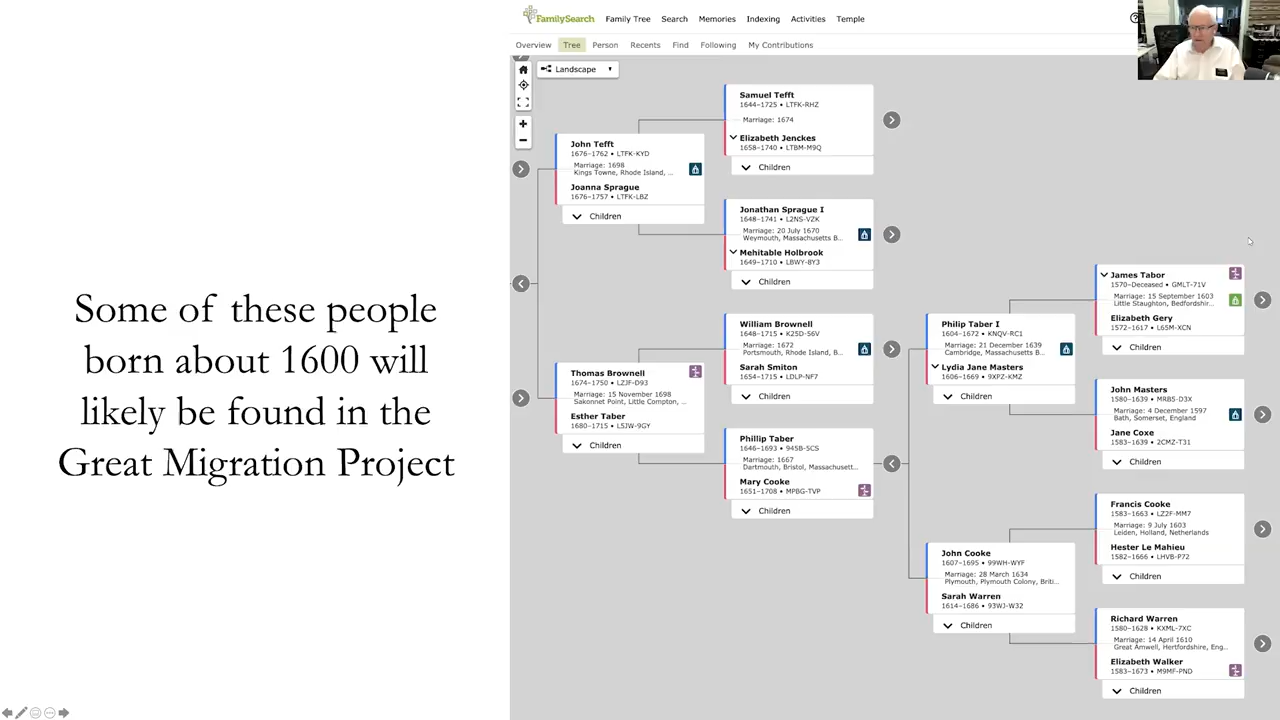 Some of these people
born about 1600 will
likely be found in the
Great Migration Project
FamilySearch
Family Tree
Search
Memories
Indexing
Activities
Temple
Overview
Tree
Person
Recents
Find
Following
My Contributions
Landscape
John Tefft
1676–1762 • LTFK-KYD
Marriage: 1698
Kings Towne, Rhode Island, ...
Joanna Sprague
1676–1757 • LTFK-LBZ
Children
Thomas Brownell
1674–1750 • LZJF-D93
Marriage: 15 November 1698
Sakonnet Point, Little Compton, ...
Esther Taber
1680–1715 • L5JW-9GY
Children
Samuel Tefft
1644–1725 • LTFK-RHZ
Marriage: 1674
Elizabeth Jenckes
1658–1740 • LTBM-M9Q
Children
Jonathan Sprague I
1648–1741 • L2NS-VZK
Marriage: 20 July 1670
Weymouth, Massachusetts B...
Mehitable Holbrook
1649–1710 • LBWY-8Y3
Children
William Brownell
1648–1715 • K25D-56V
Marriage: 1672
Portsmouth, Rhode Island, B...
Sarah Smiton
1654–1715 • LDLP-NF7
Children
Phillip Taber
1646–1693 • 945B-5CS
Marriage: 1667
Dartmouth, Bristol, Massachusett...
Mary Cooke
1651–1708 • MPBG-TVP
Children
Philip Taber I
1604–1672 • KNQV-RC1
Marriage: 21 December 1639
Cambridge, Massachusetts B...
Lydia Jane Masters
1606–1669 • 9XPZ-KMZ
Children
John Cooke
1607–1695 • 99WH-WYF
Marriage: 28 March 1634
Plymouth, Plymouth Colony, Briti...
Sarah Warren
1614–1686 • 93WJ-W32
Children
James Tabor
1570–Deceased • GMLT-71V
Marriage: 15 September 1603
Little Staughton, Bedfordshir...
Elizabeth Gery
1572–1617 • L65M-XCN
Children
John Masters
1580–1639 • MRB5-D3X
Marriage: 4 December 1597
Bath, Somerset, England
Jane Coxe
1583–1639 • 2CMZ-T31
Children
Francis Cooke
1583–1663 • LZ2F-MM7
Marriage: 9 July 1603
Leiden, Holland, Netherlands
Hester Le Mahieu
1582–1666 • LHVB-P72
Children
Richard Warren
1580–1628 • KXML-7XC
Marriage: 14 April 1610
Great Amwell, Hertfordshire, Eng...
Elizabeth Walker
1583–1673 • M9MF-PND
Children